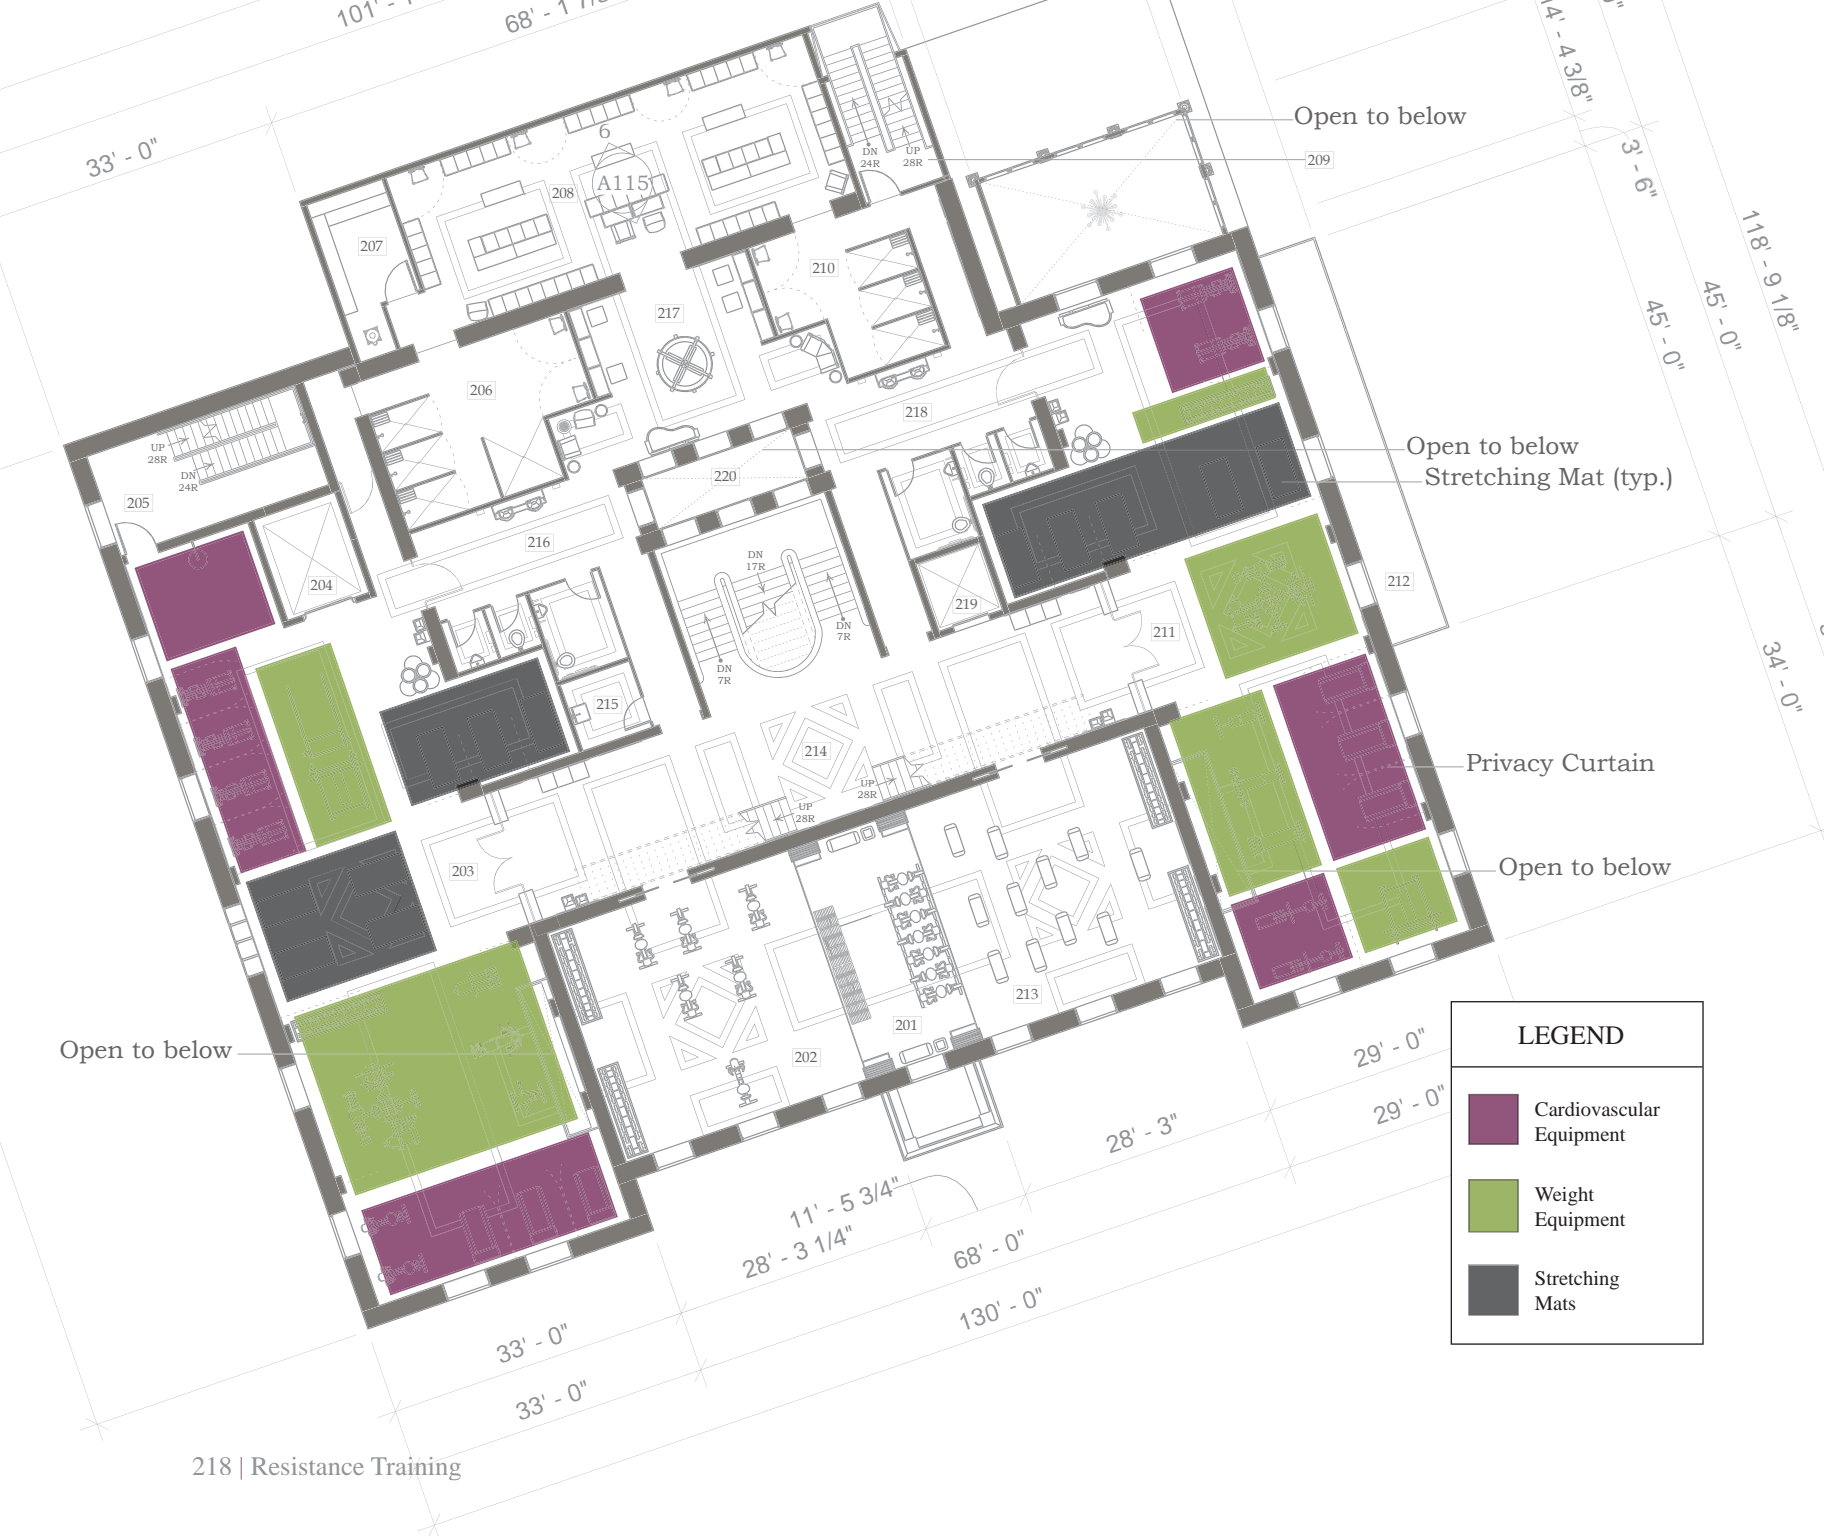 68' - 1 7/8"
33' - 0"
14' - 4 3/8"
3' - 6"
118' - 9 1/8"
45' - 0"
45' - 0"
34' - 0"
6
A115
DN
24R
UP
28R
Open to below
209
208
207
210
217
206
218
UP
28R
DN
24R
205
220
Open to below
Stretching Mat (typ.)
216
204
DN
17R
DN
7R
DN
7R
219
212
211
215
214
UP
28R
UP
28R
Privacy Curtain
203
Open to below
213
201
202
Open to below
29' - 0"
29' - 0"
28' - 3"
11' - 5 3/4"
28' - 3 1/4"
68' - 0"
130' - 0"
33' - 0"
33' - 0"
LEGEND
Cardiovascular
Equipment
Weight
Equipment
Stretching
Mats
218 | Resistance Training